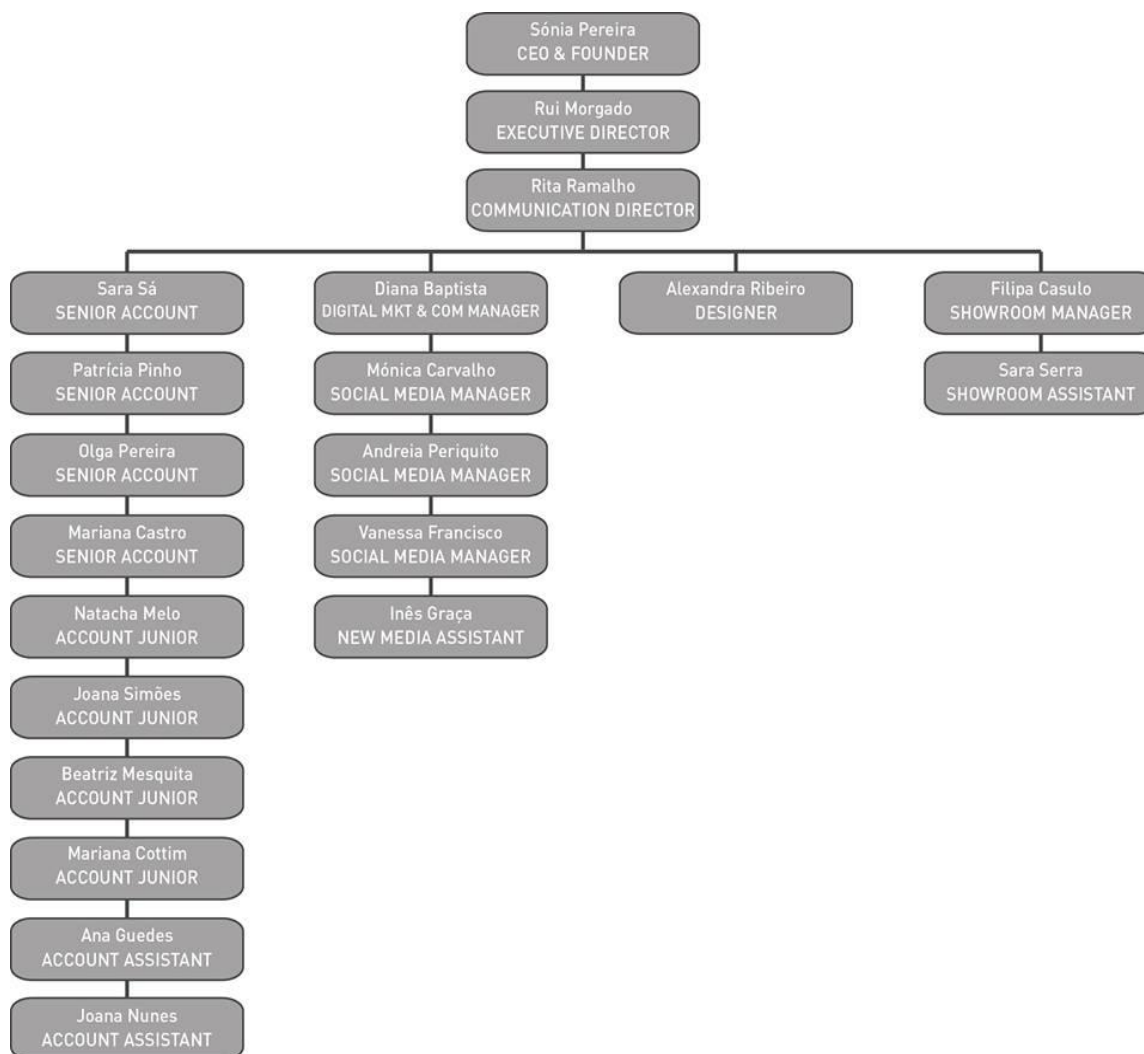 Sónia Pereira
CEO & FOUNDER
Rui Morgado
EXECUTIVE DIRECTOR
Rita Ramalho
COMMUNICATION DIRECTOR
Sara Sá
SENIOR ACCOUNT
Patrícia Pinho
SENIOR ACCOUNT
Olga Pereira
SENIOR ACCOUNT
Mariana Castro
SENIOR ACCOUNT
Natacha Melo
ACCOUNT JUNIOR
Joana Simões
ACCOUNT JUNIOR
Beatriz Mesquita
ACCOUNT JUNIOR
Mariana Cottim
ACCOUNT JUNIOR
Ana Guedes
ACCOUNT ASSISTANT
Joana Nunes
ACCOUNT ASSISTANT
Diana Baptista
DIGITAL MKT & COM MANAGER
Mónica Carvalho
SOCIAL MEDIA MANAGER
Andreia Periquito
SOCIAL MEDIA MANAGER
Vanessa Francisco
SOCIAL MEDIA MANAGER
Inês Graça
NEW MEDIA ASSISTANT
Alexandra Ribeiro
DESIGNER
Filipa Casulo
SHOWROOM MANAGER
Sara Serra
SHOWROOM ASSISTANT